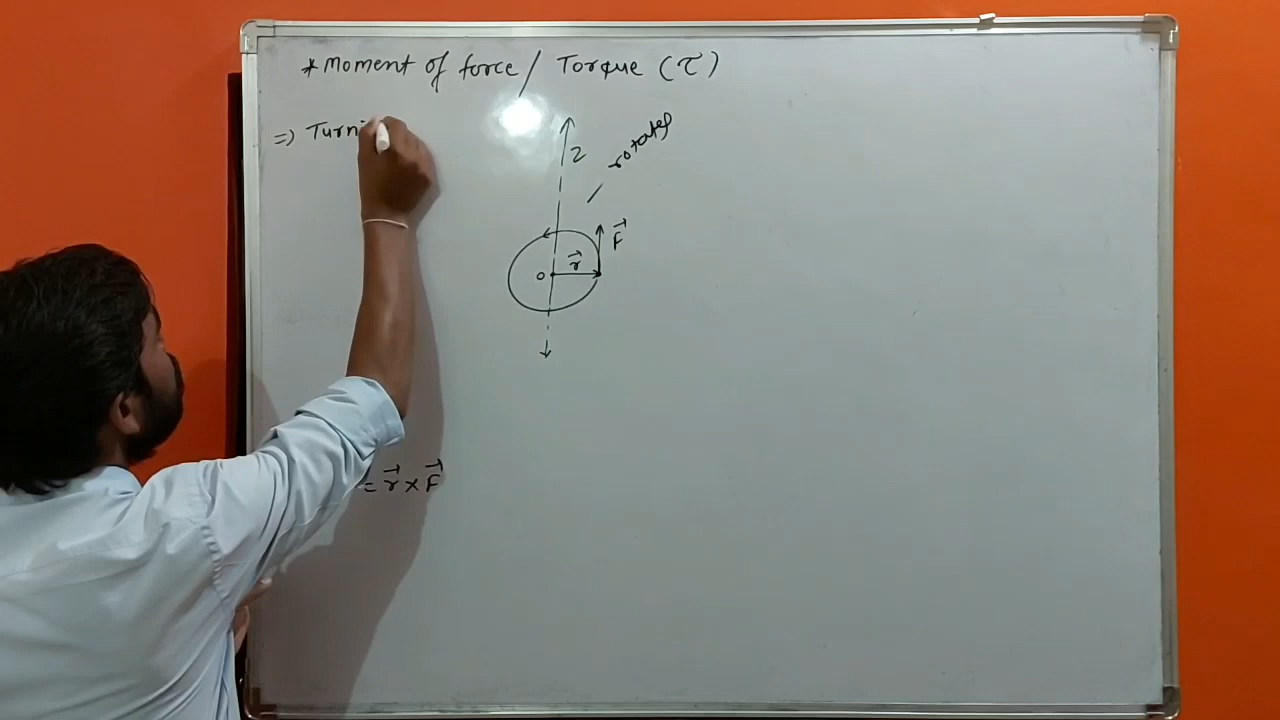 * Moment of force / Torque (τ)
⇒ Turni
z
rotated
F⃗
r⃗
o
= r⃗ × F⃗